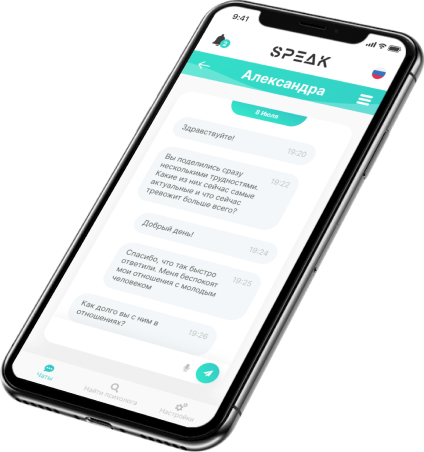 9:41
2
SPEAK
Александра
8 Июля
Здравствуйте!
19:20
Вы поделились сразу
несколькими трудностями.
Какие из них сейчас самые
актуальные и что сейчас
тревожит больше всего?
19:22
Добрый день!
19:24
Спасибо, что так быстро
ответили. Меня беспокоят
мои отношения с молодым
человеком
19:25
Как долго вы с ним в
отношениях?
19:26
Чаты
Найти психолога
Настройки